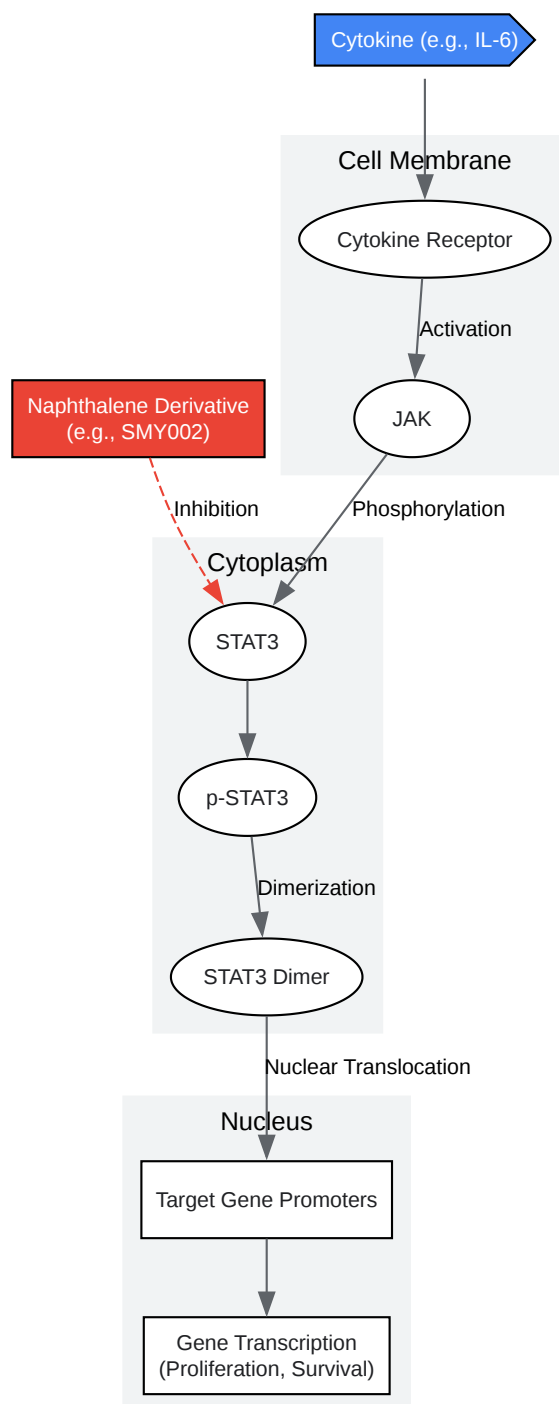 Cytokine (e.g., IL-6)
Cell Membrane
Cytokine Receptor
Activation
JAK
Naphthalene Derivative
(e.g., SMY002)
Inhibition
Phosphorylation
Cytoplasm
STAT3
p-STAT3
Dimerization
STAT3 Dimer
Nuclear Translocation
Nucleus
Target Gene Promoters
Gene Transcription
(Proliferation, Survival)